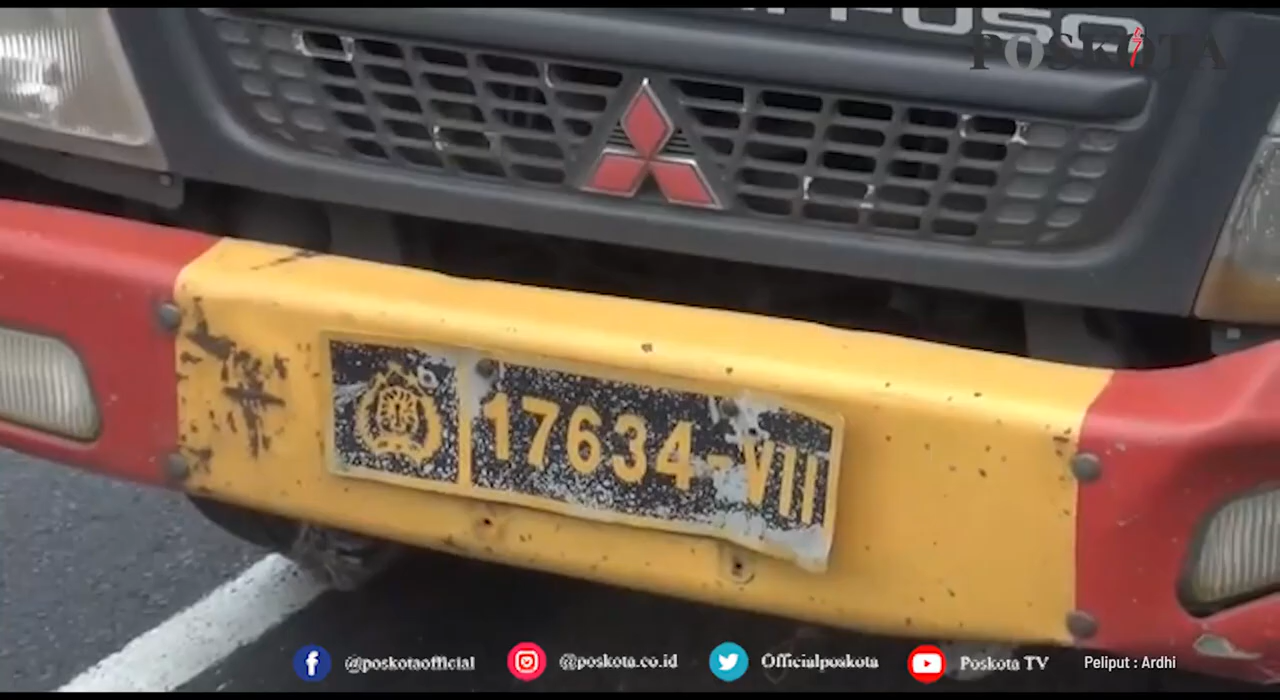 FUSO
POSKOTA
17634-VII
@poskotaofficial
@poskota.co.id
Officialposkota
Poskota TV
Peliput : Ardhi